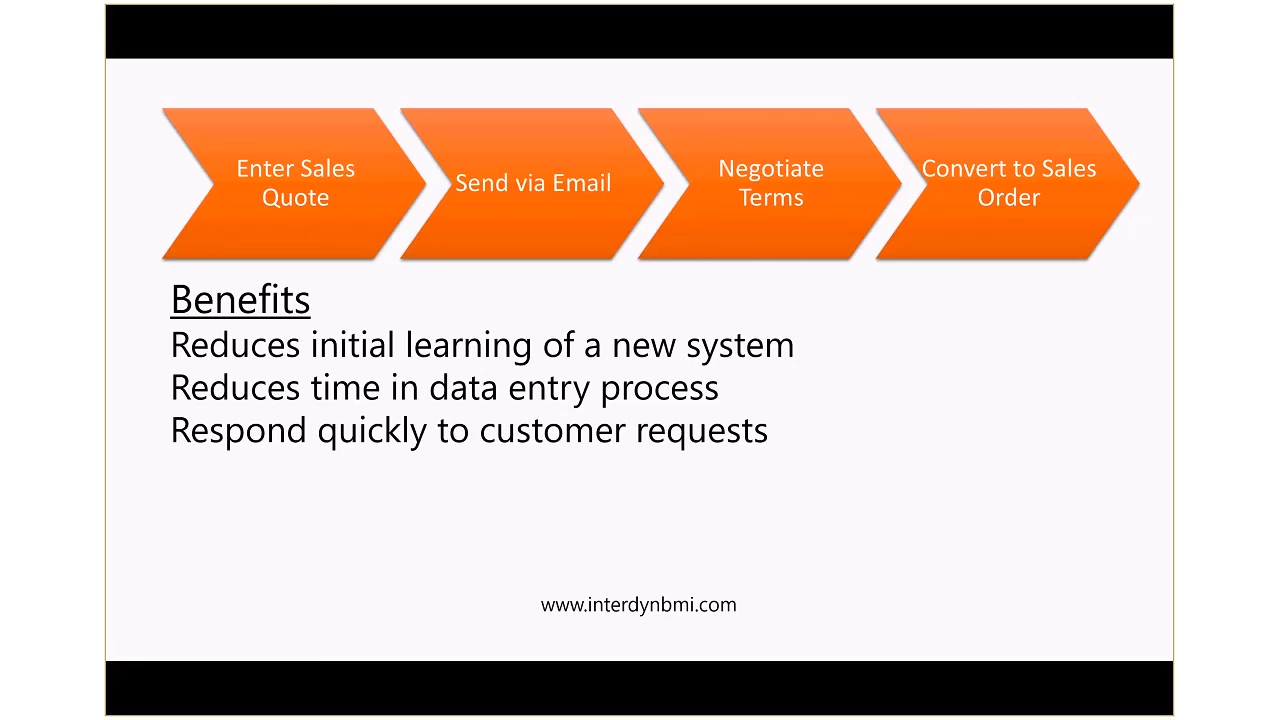 Enter Sales
Quote
Send via Email
Negotiate
Terms
Convert to Sales
Order
Benefits
Reduces initial learning of a new system
Reduces time in data entry process
Respond quickly to customer requests
www.interdynbmi.com